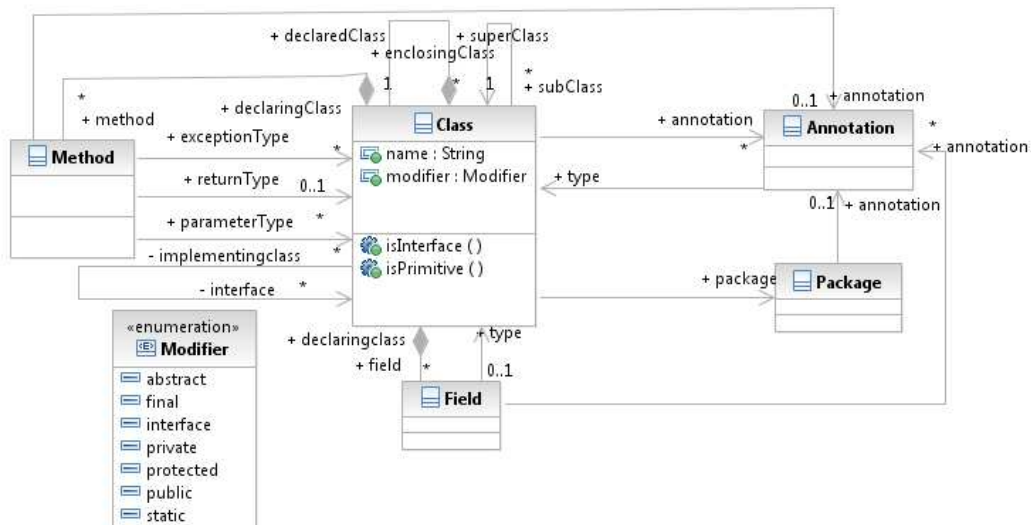 + declaredClass
+ superClass
+ enclosingClass
1
*
1
*
+ subClass
*
+ method
+ declaringClass
0..1
+ annotation
Class
+ annotation
Annotation
*
+ annotation
+ exceptionType
*
Method
name : String
*
modifier : Modifier
+ type
+ returnType
0..1
0..1
+ annotation
+ parameterType
*
- implementingclass
*
isInterface ( )
isPrimitive ( )
- interface
*
+ package
Package
«enumeration»
Modifier
+ declaringclass
+ type
+ field
*
0..1
abstract
final
interface
private
protected
public
static
Field